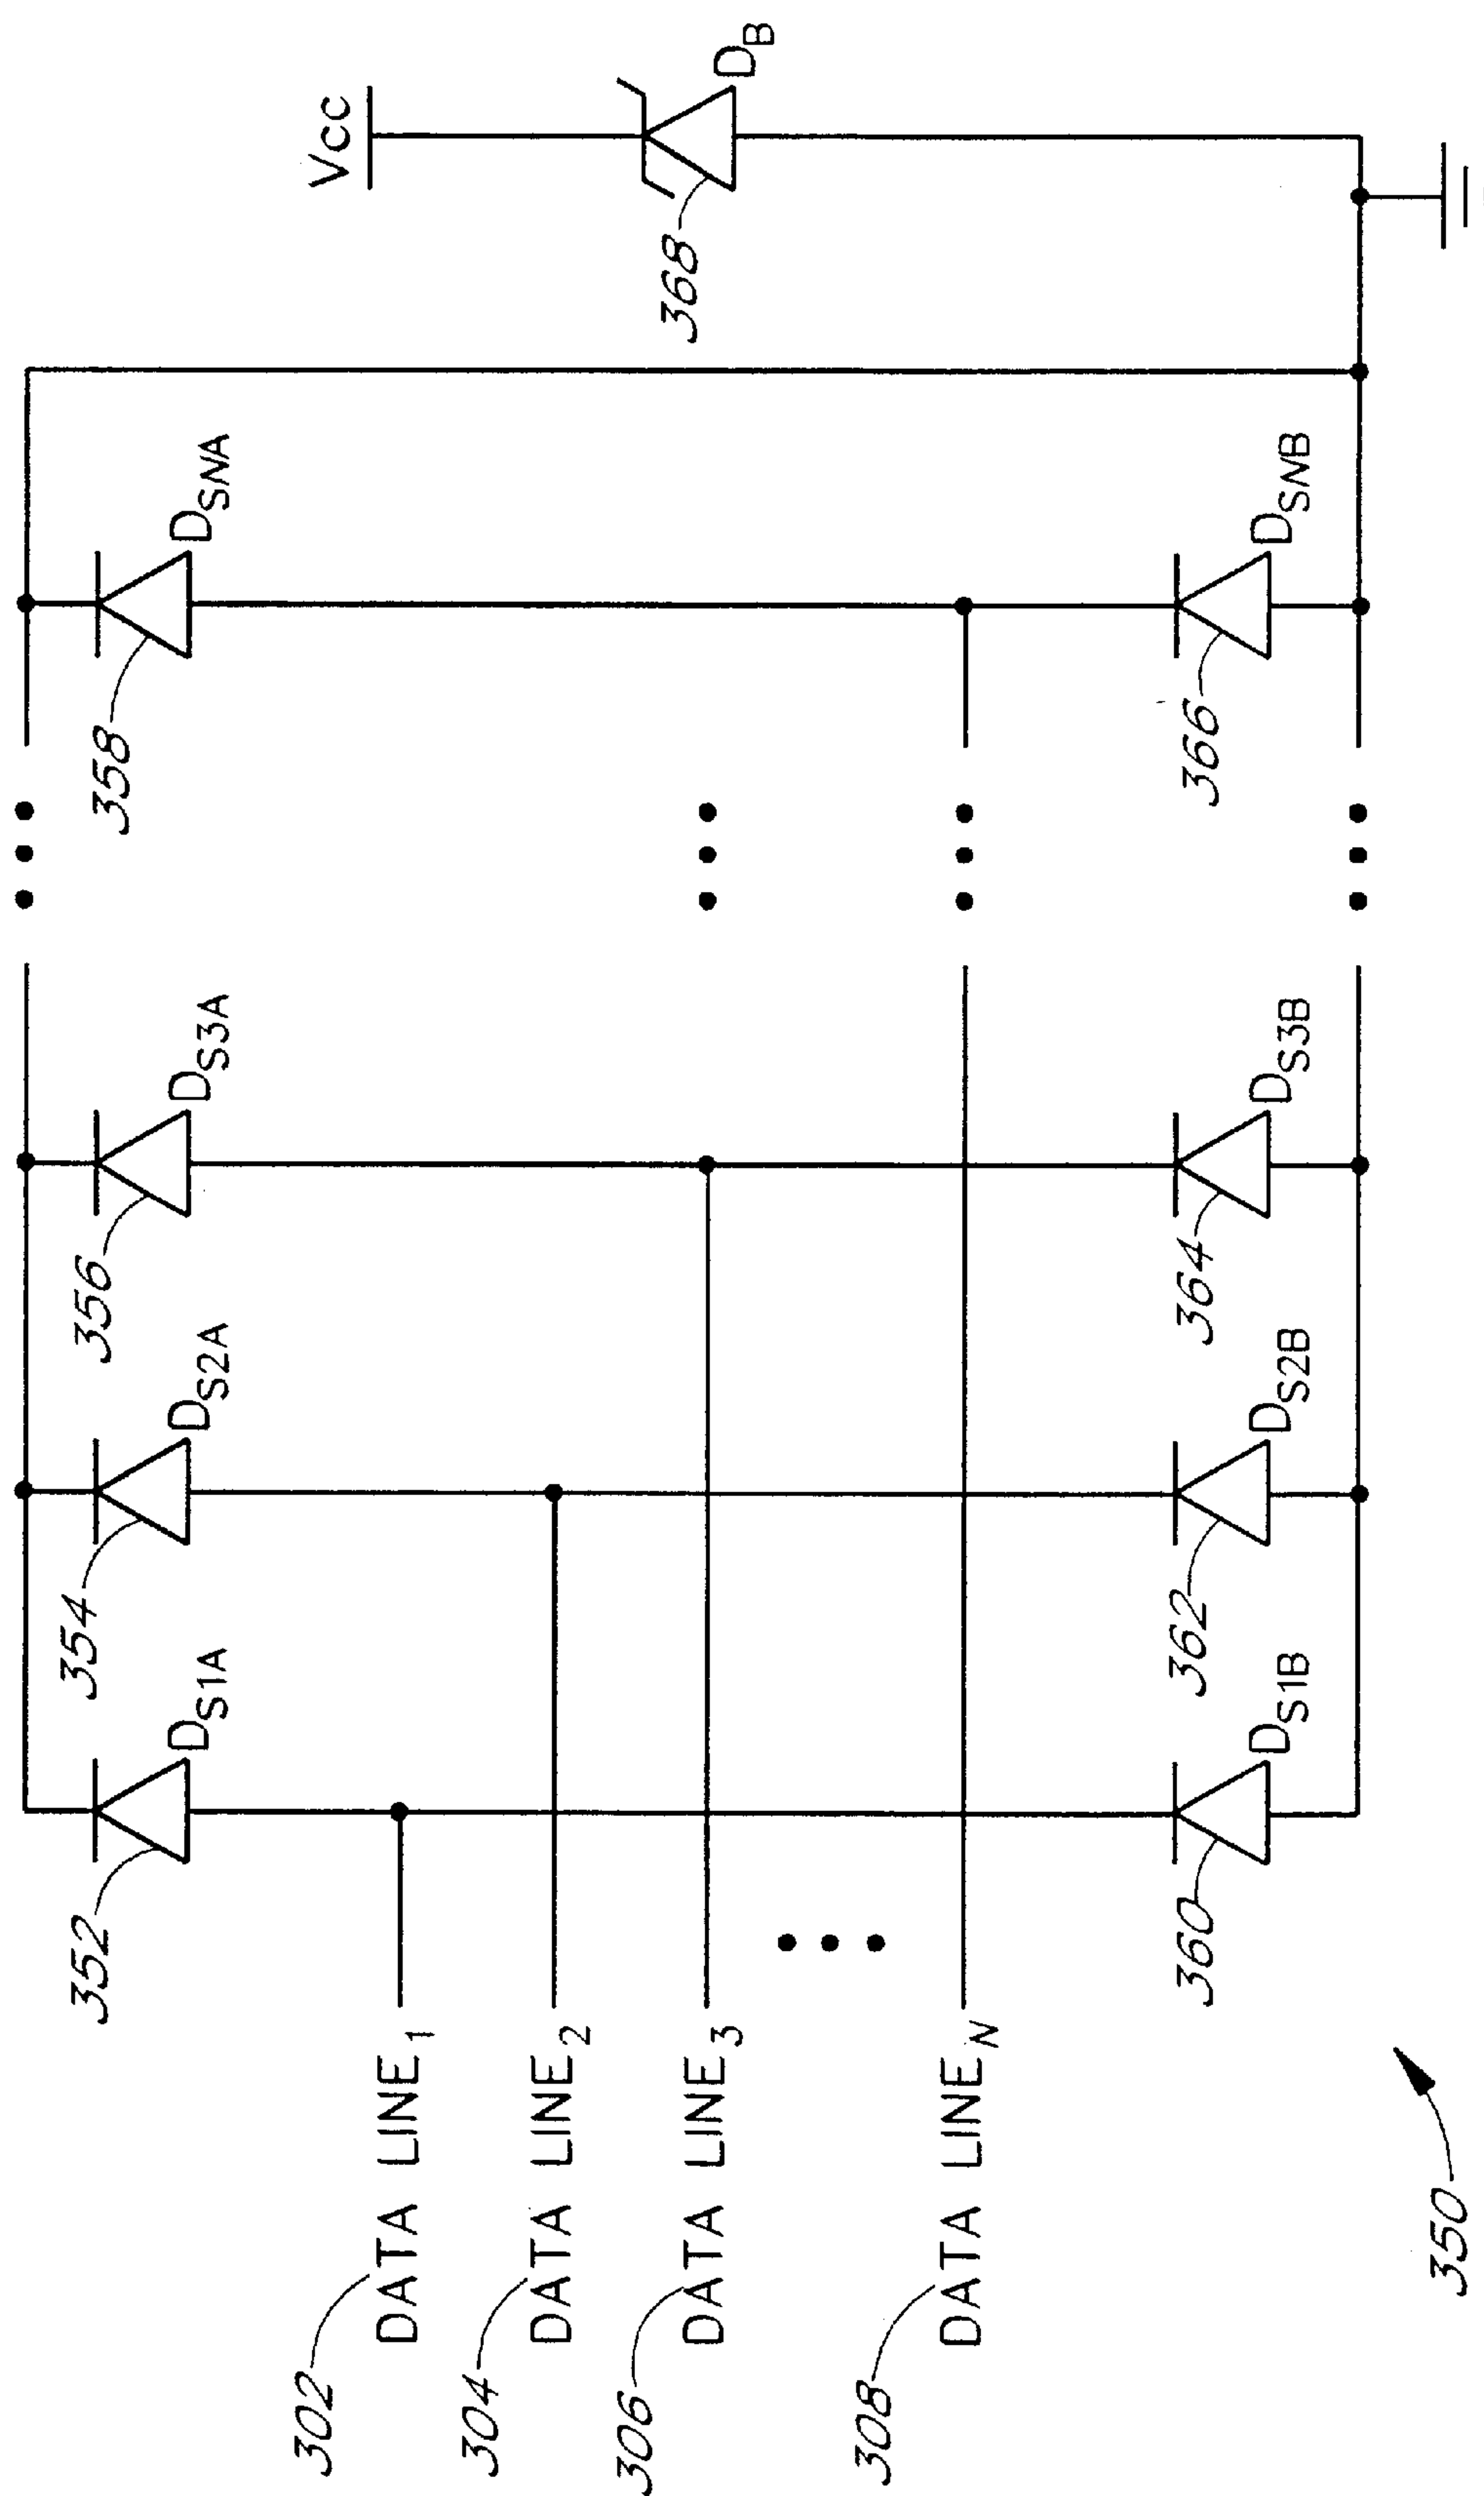 Vcc
352
D_S1A
354
D_S2A
356
D_S3A
358
D_SNA
368
D_B
302
DATA LINE_1
304
DATA LINE_2
306
DATA LINE_3
308
DATA LINE_N
360
D_S1B
362
D_S2B
364
D_S3B
366
D_SNB
350